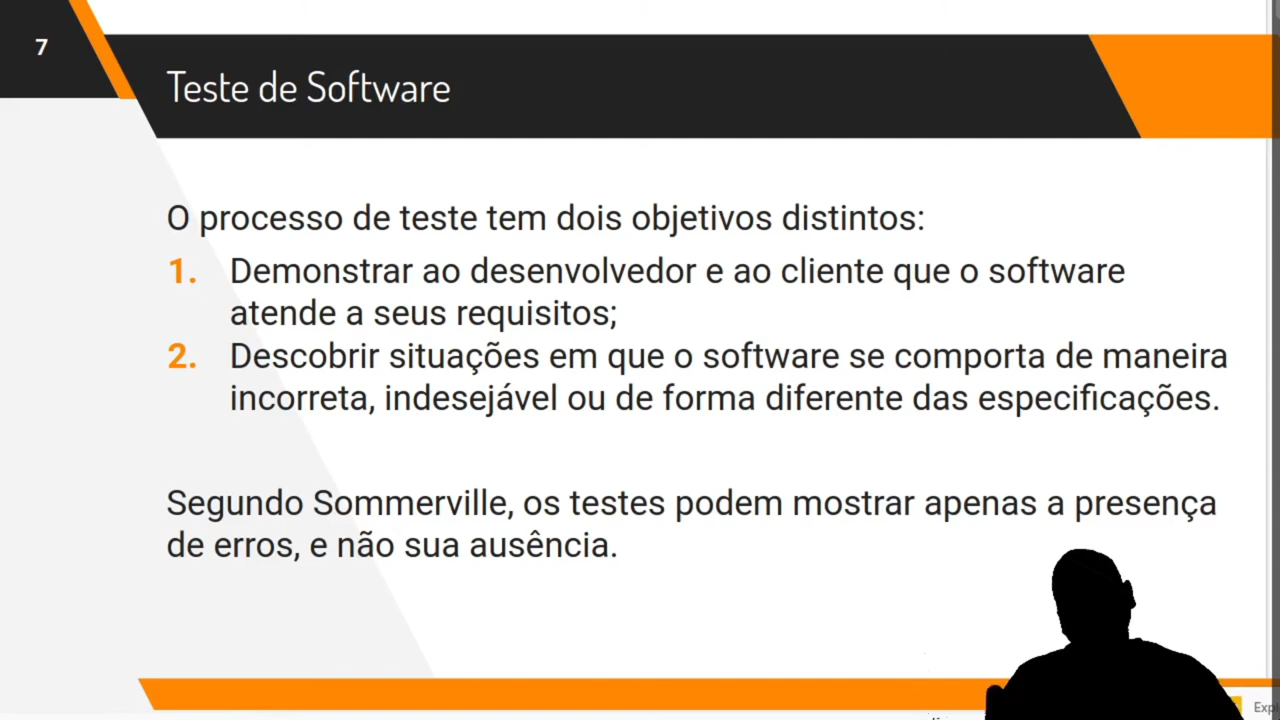 7
Teste de Software
O processo de teste tem dois objetivos distintos:
1. Demonstrar ao desenvolvedor e ao cliente que o software
atende a seus requisitos;
2. Descobrir situações em que o software se comporta de maneira
incorreta, indesejável ou de forma diferente das especificações.
Segundo Sommerville, os testes podem mostrar apenas a presença
de erros, e não sua ausência.